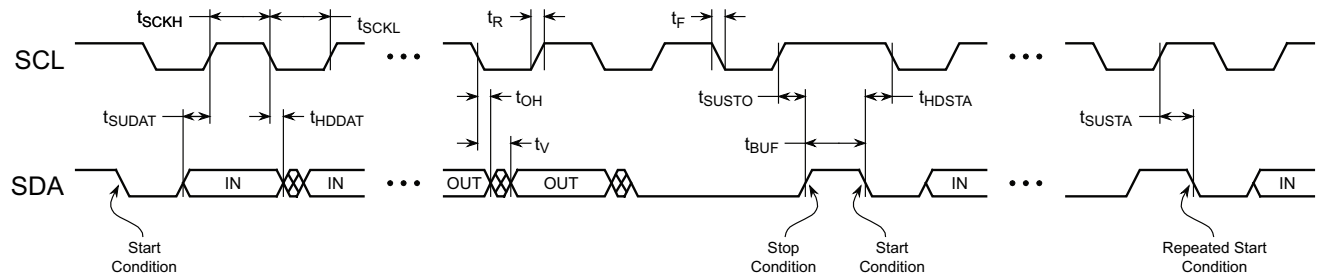 tSCKH
tSCKL
tR
tF
SCL
•••
•••
tSUDAT
tHDDAT
tOH
tSUSTO
tHDSTA
tSUSTA
tV
tBUF
SDA
IN
IN
•••
OUT
OUT
IN
•••
IN
Start
Condition
Stop
Condition
Start
Condition
Repeated Start
Condition